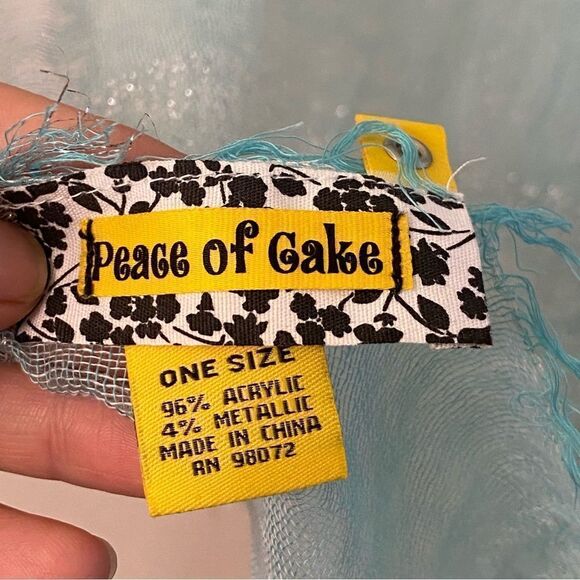 Peace of Cake
ONE SIZE
96% ACRYLIC
4% METALLIC
MADE IN CHINA
RN 98072